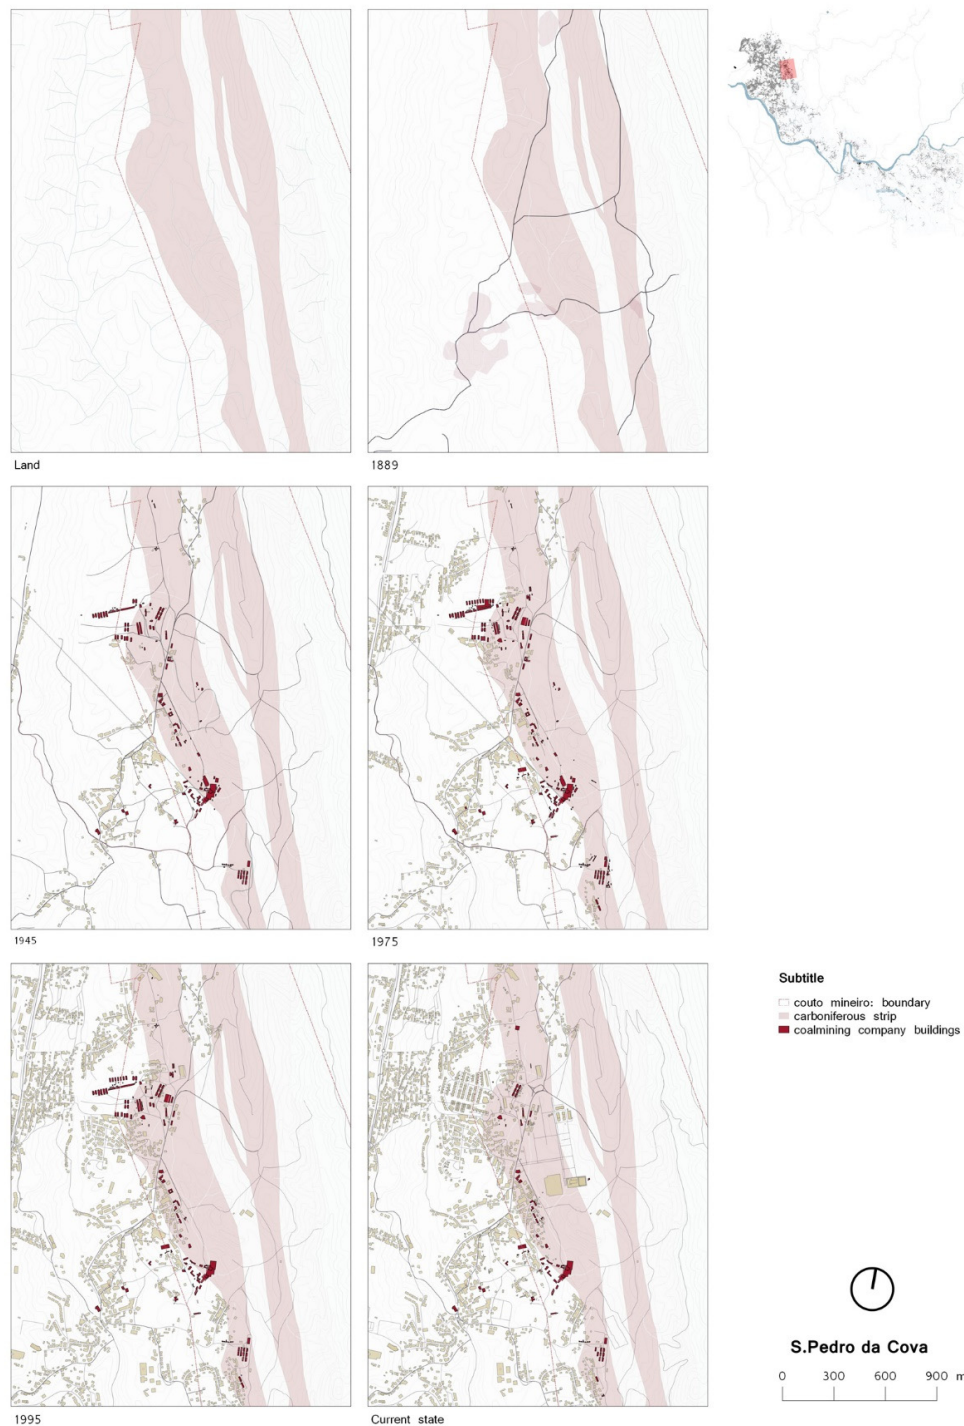 Land
1889
1945
1975
Subtitle
couto mineiro: boundary
carboniferous strip
coalmining company buildings
S.Pedro da Cova
0 300 600 900 m
1995
Current state